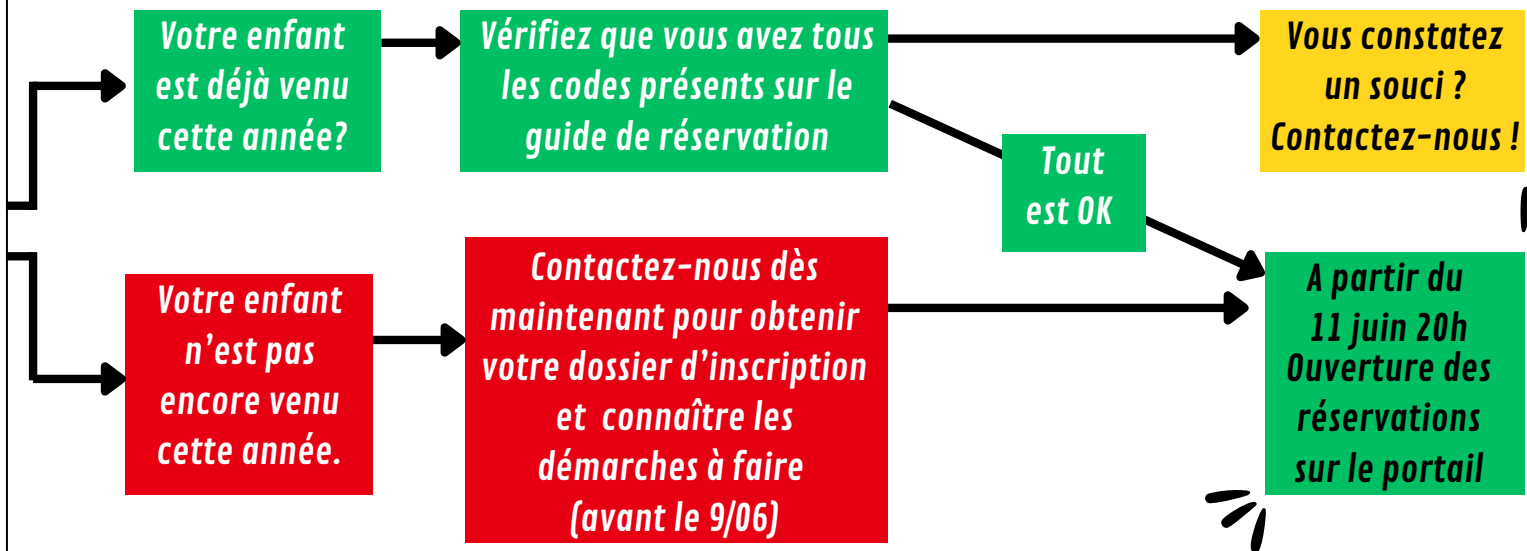 Votre enfant
est déjà venu
cette année?
Vérifiez que vous avez tous
les codes présents sur le
guide de réservation
Vous constatez
un souci ?
Contactez-nous !
Tout
est OK
Votre enfant
n'est pas
encore venu
cette année.
Contactez-nous dès
maintenant pour obtenir
votre dossier d'inscription
et connaître les
démarches à faire
(avant le 9/06)
A partir du
11 juin 20h
Ouverture des
réservations
sur le portail